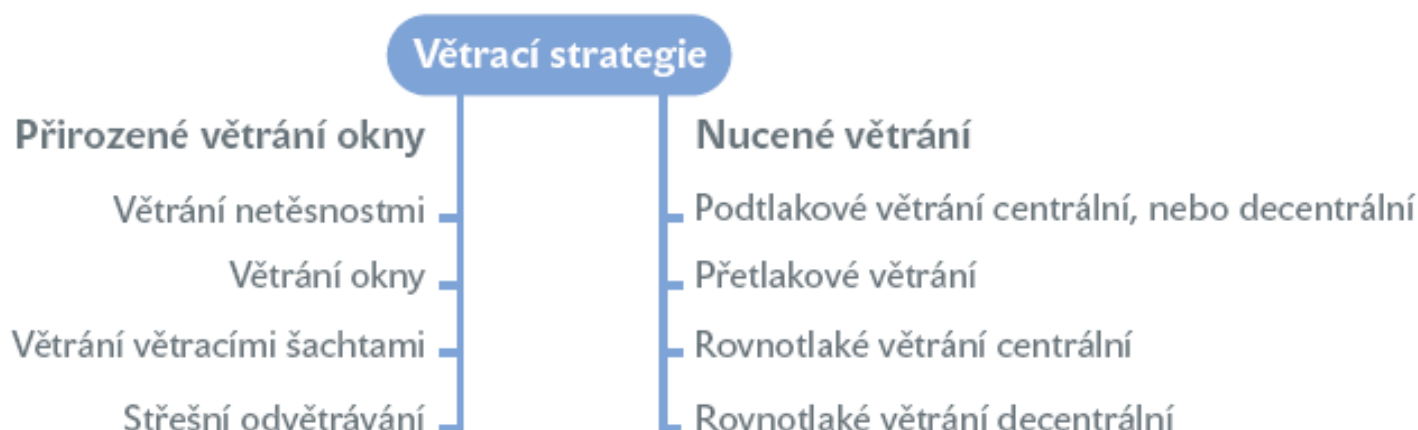 Větrací strategie
Přirozené větrání okny
Větrání netěsnostmi
Větrání okny
Větrání větracími šachtami
Střešní odvětrávání
Nucené větrání
Podtlakové větrání centrální, nebo decentrální
Přetlakové větrání
Rovnotlaké větrání centrální
Rovnotlaké větrání decentrální